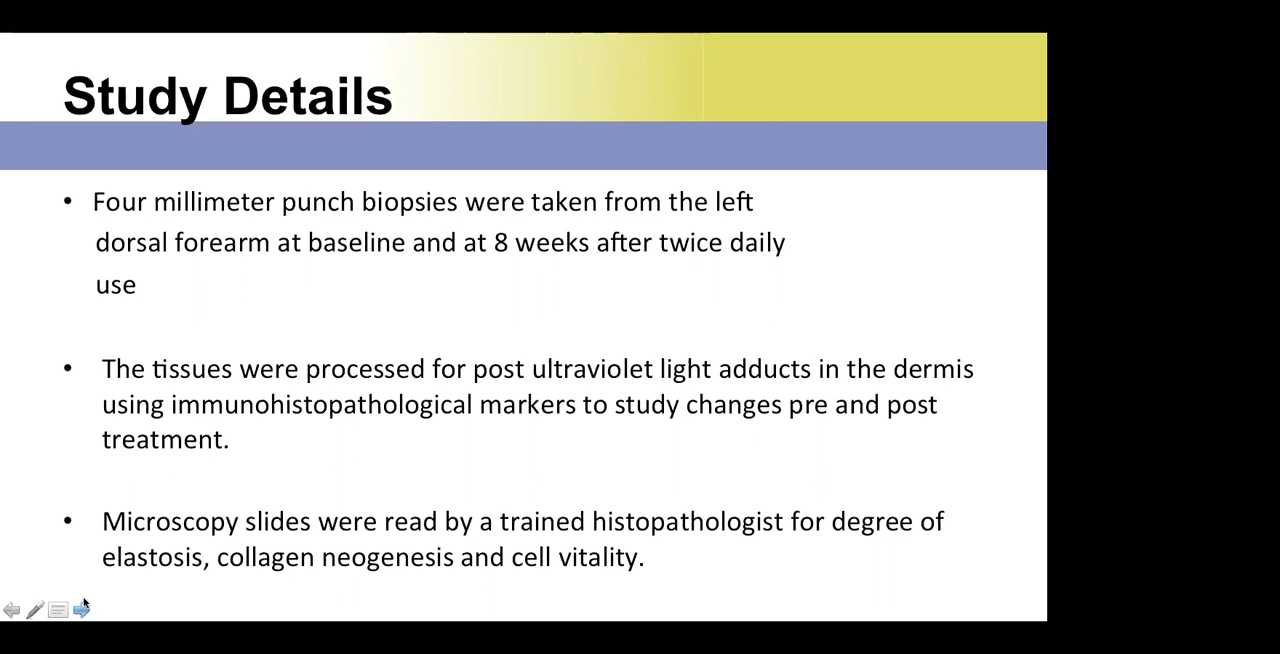 Study Details
• Four millimeter punch biopsies were taken from the left
dorsal forearm at baseline and at 8 weeks after twice daily
use
• The tissues were processed for post ultraviolet light adducts in the dermis
using immunohistopathological markers to study changes pre and post
treatment.
• Microscopy slides were read by a trained histopathologist for degree of
elastosis, collagen neogenesis and cell vitality.